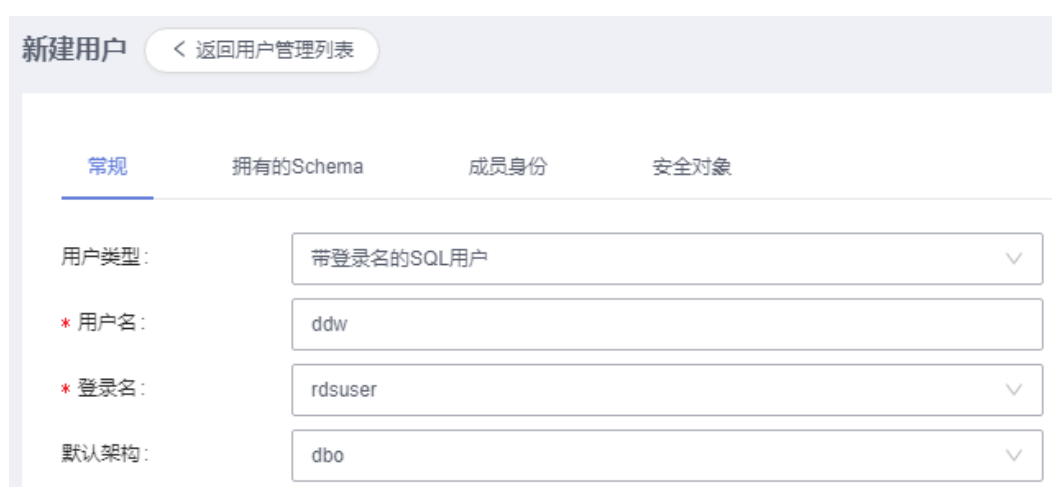 新建用户 < 返回用户管理列表
常规 拥有的Schema 成员身份 安全对象
用户类型: 带登录名的SQL用户
* 用户名: ddw
* 登录名: rdsuser
默认架构: dbo